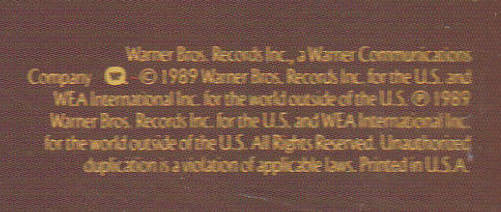 Warner Bros. Records Inc., a Warner Communications
Company © 1989 Warner Bros. Records Inc. for the U.S. and
WEA International Inc. for the world outside of the U.S. ℗ 1989
Warner Bros. Records Inc. for the U.S. and WEA International Inc.
for the world outside of the U.S. All Rights Reserved. Unauthorized
duplication is a violation of applicable laws. Printed in U.S.A.